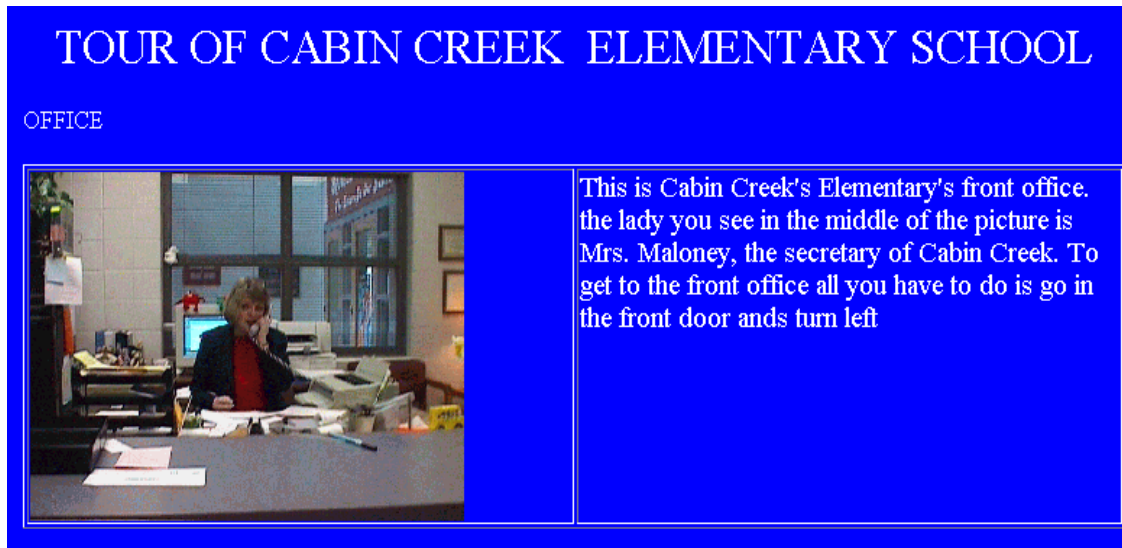 TOUR OF CABIN CREEK ELEMENTARY SCHOOL
OFFICE
This is Cabin Creek's Elementary's front office.
the lady you see in the middle of the picture is
Mrs. Maloney, the secretary of Cabin Creek. To
get to the front office all you have to do is go in
the front door ands turn left